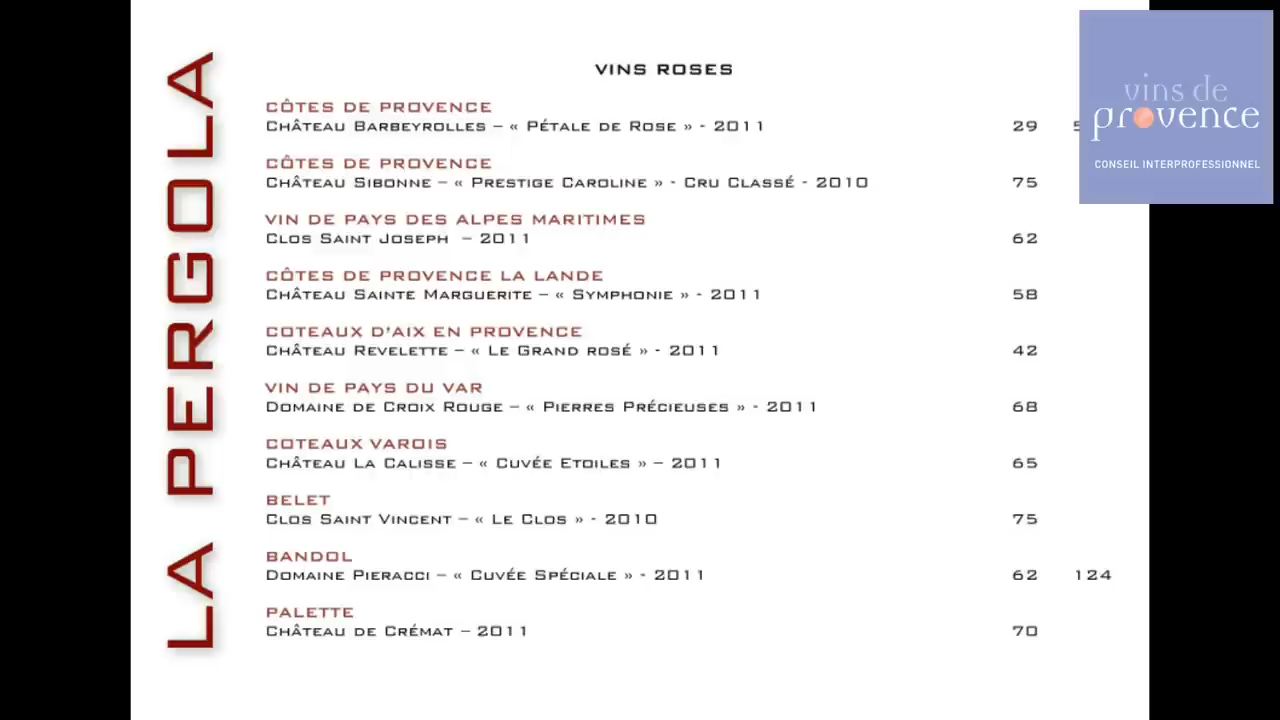 LA PERGOLA
VINS ROSES
CÔTES DE PROVENCE
CHÂTEAU BARBEYROLLES – « PÉTALE DE ROSE » - 2011 29
CÔTES DE PROVENCE
CHÂTEAU SIBONNE – « PRESTIGE CAROLINE » - CRU CLASSÉ - 2010 75
VIN DE PAYS DES ALPES MARITIMES
CLOS SAINT JOSEPH – 2011 62
CÔTES DE PROVENCE LA LANDE
CHÂTEAU SAINTE MARGUERITE – « SYMPHONIE » - 2011 58
COTEAUX D'AIX EN PROVENCE
CHÂTEAU REVELETTE – « LE GRAND ROSÉ » - 2011 42
VIN DE PAYS DU VAR
DOMAINE DE CROIX ROUGE – « PIERRES PRÉCIEUSES » - 2011 68
COTEAUX VAROIS
CHÂTEAU LA CALISSE – « CUVÉE ETOILES » – 2011 65
BELET
CLOS SAINT VINCENT – « LE CLOS » - 2010 75
BANDOL
DOMAINE PIERACCI – « CUVÉE SPÉCIALE » - 2011 62 124
PALETTE
CHÂTEAU DE CRÉMAT – 2011 70
vins de
provence
CONSEIL INTERPROFESSIONNEL